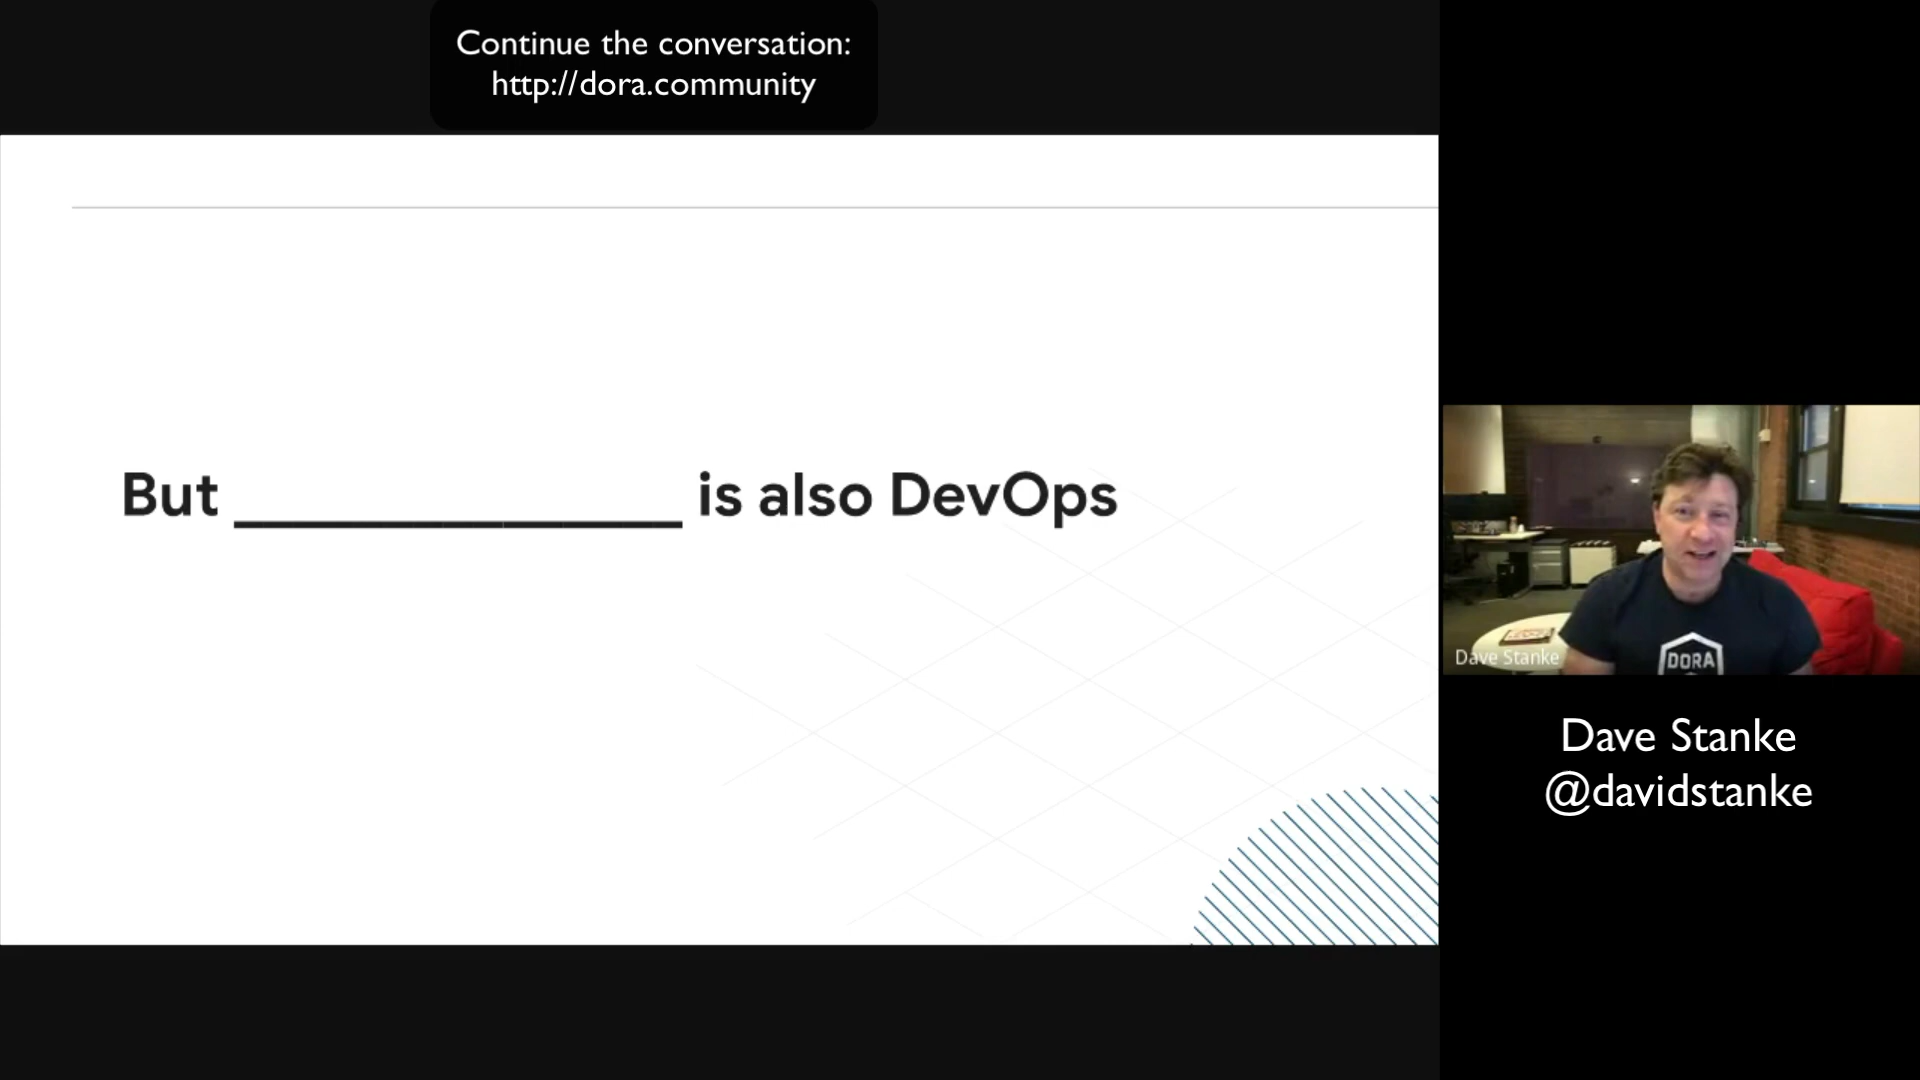 Continue the conversation:
http://dora.community
But _______________ is also DevOps
Dave Stanke
DORA
Dave Stanke
@davidstanke